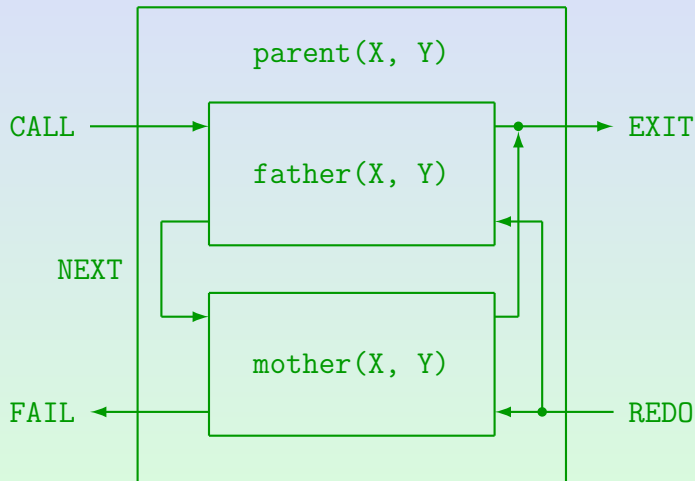 parent(X, Y)
CALL
EXIT
father(X, Y)
NEXT
mother(X, Y)
FAIL
REDO